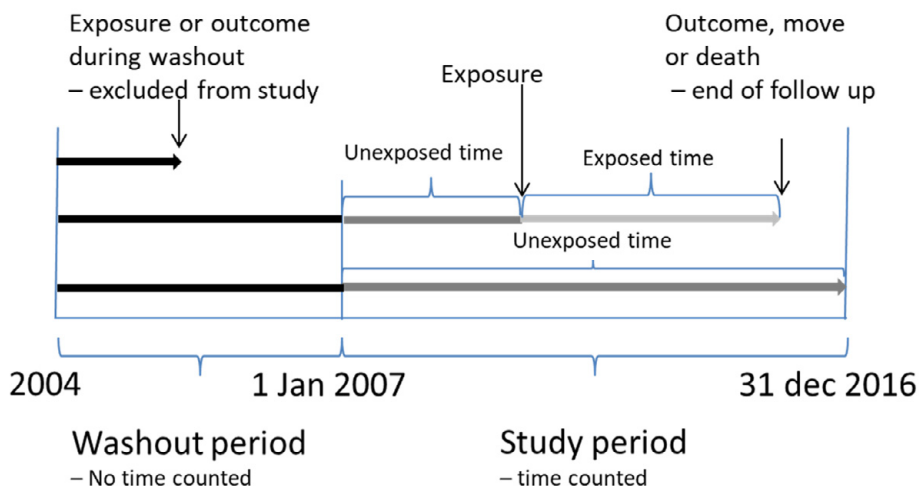 Exposure or outcome
during washout
– excluded from study
Exposure
Outcome, move
or death
– end of follow up
Unexposed time
Exposed time
Unexposed time
2004
1 Jan 2007
31 dec 2016
Washout period
– No time counted
Study period
– time counted